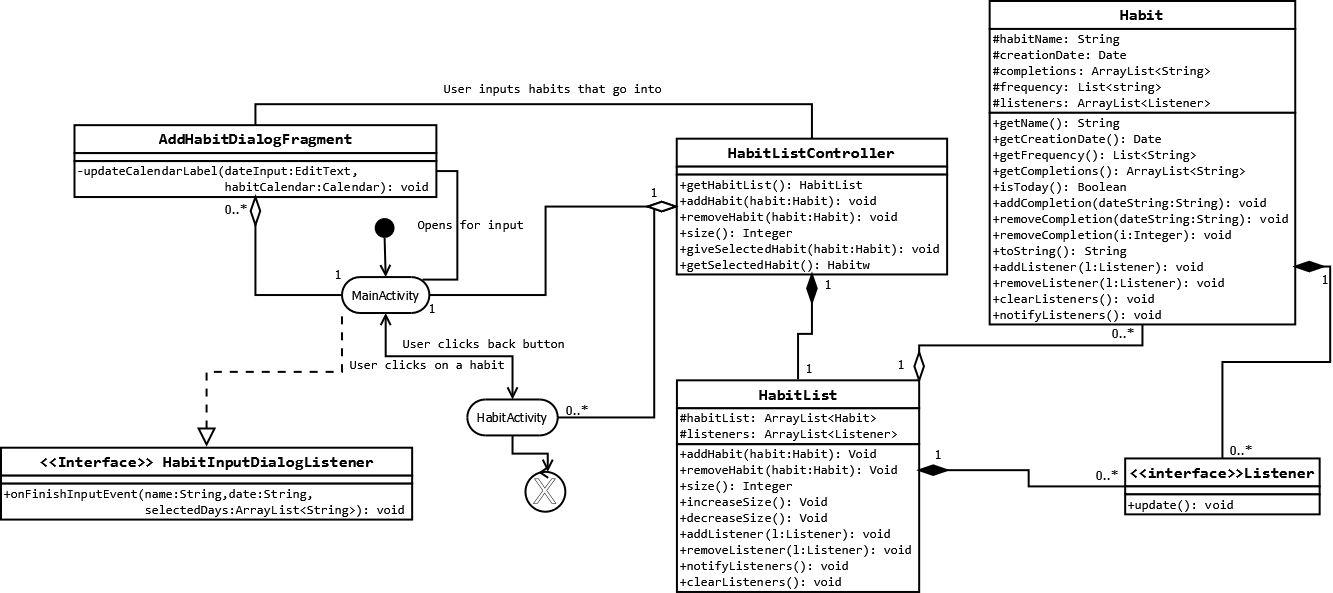 Habit
#habitName: String
#creationDate: Date
#completions: ArrayList<String>
#frequency: List<string>
#listeners: ArrayList<Listener>
+getName(): String
+getCreationDate(): Date
+getFrequency(): List<String>
+getCompletions(): ArrayList<String>
+isToday(): Boolean
+addCompletion(dateString:String): void
+removeCompletion(dateString:String): void
+removeCompletion(i:Integer): void
+toString(): String
+addListener(l:Listener): void
+removeListener(l:Listener): void
+clearListeners(): void
+notifyListeners(): void
User inputs habits that go into
AddHabitDialogFragment
-updateCalendarLabel(dateInput:EditText,
habitCalendar:Calendar): void
0..*
Opens for input
1
MainActivity
1
HabitListController
+getHabitList(): HabitList
+addHabit(habit:Habit): void
+removeHabit(habit:Habit): void
+size(): Integer
+giveSelectedHabit(habit:Habit): void
+getSelectedHabit(): Habitw
1
1
1
User clicks back button
User clicks on a habit
HabitActivity
0..*
X
<<Interface>> HabitInputDialogListener
+onFinishInputEvent(name:String,date:String,
selectedDays:ArrayList<String>): void
HabitList
#habitList: ArrayList<Habit>
#listeners: ArrayList<Listener>
+addHabit(habit:Habit): Void
+removeHabit(habit:Habit): Void
+size(): Integer
+increaseSize(): Void
+decreaseSize(): Void
+addListener(l:Listener): void
+removeListener(l:Listener): void
+notifyListeners(): void
+clearListeners(): void
1
0..*
1
0..*
1
0..*
<<interface>>Listener
+update(): void